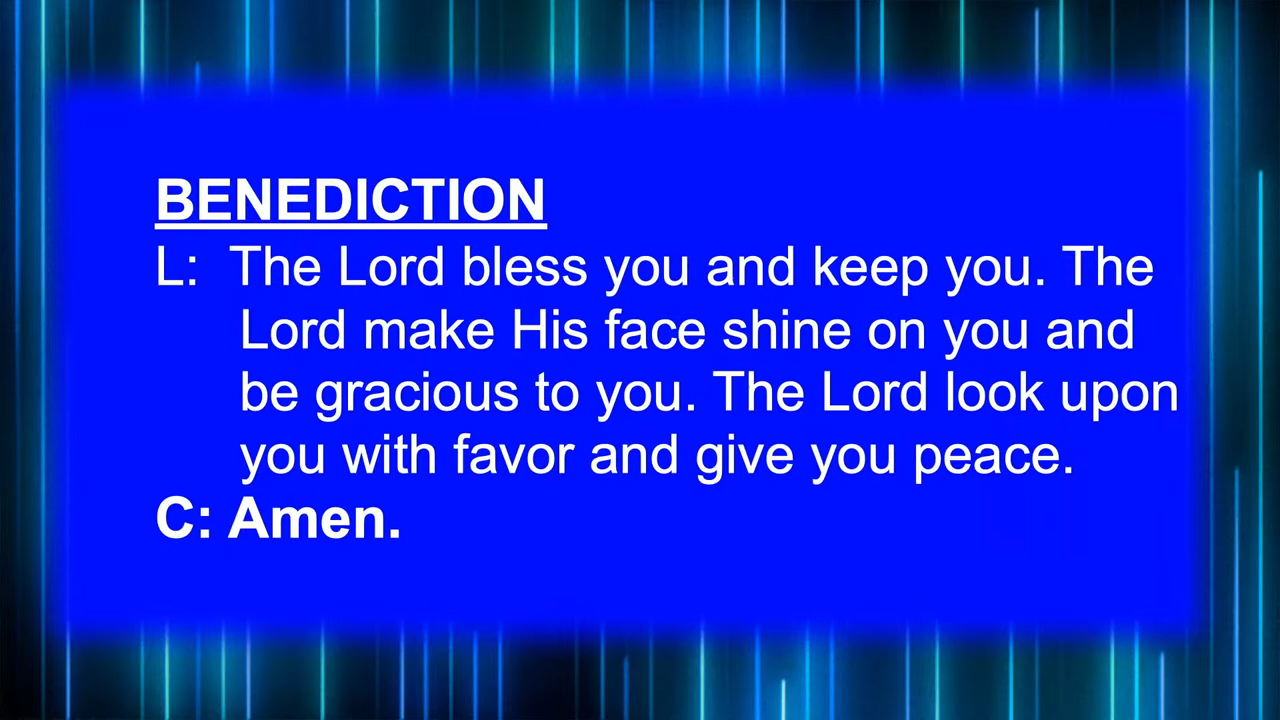 BENEDICTION
L: The Lord bless you and keep you. The
Lord make His face shine on you and
be gracious to you. The Lord look upon
you with favor and give you peace.
C: Amen.